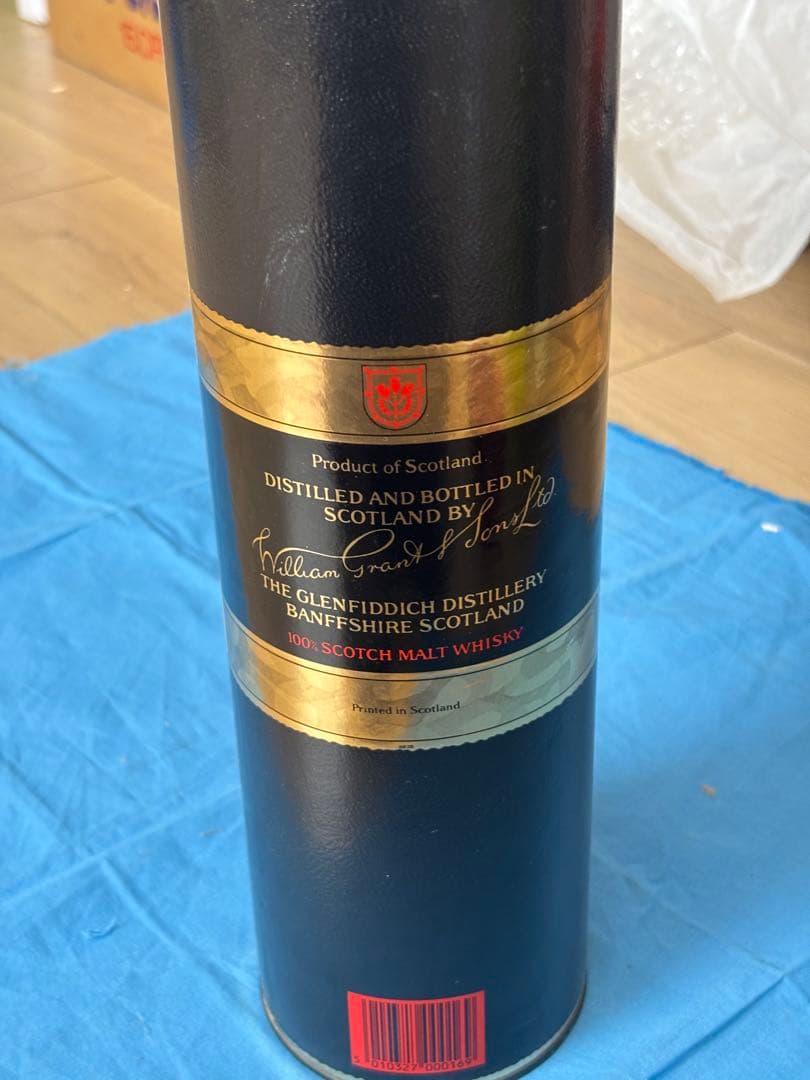 Product of Scotland
DISTILLED AND BOTTLED IN
SCOTLAND BY
William Grant & Sons Ltd
THE GLENFIDDICH DISTILLERY
BANFFSHIRE SCOTLAND
100% SCOTCH MALT WHISKY
Printed in Scotland
5 010327 000169